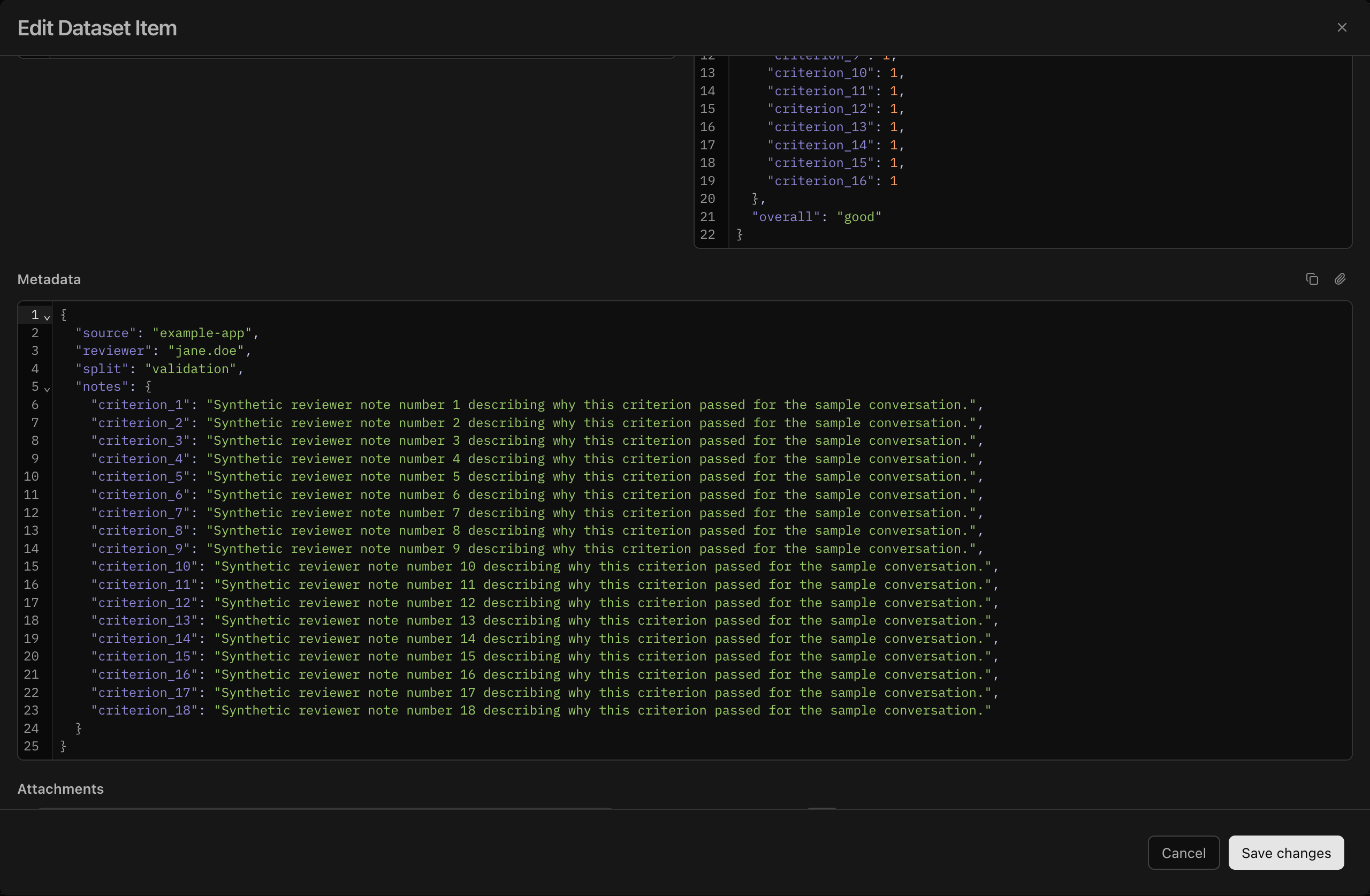 Edit Dataset Item
12 "criterion_9": 1,
13 "criterion_10": 1,
14 "criterion_11": 1,
15 "criterion_12": 1,
16 "criterion_13": 1,
17 "criterion_14": 1,
18 "criterion_15": 1,
19 "criterion_16": 1
20 },
21 "overall": "good"
22 }
Metadata
1 {
2 "source": "example-app",
3 "reviewer": "jane.doe",
4 "split": "validation",
5 "notes": {
6 "criterion_1": "Synthetic reviewer note number 1 describing why this criterion passed for the sample conversation.",
7 "criterion_2": "Synthetic reviewer note number 2 describing why this criterion passed for the sample conversation.",
8 "criterion_3": "Synthetic reviewer note number 3 describing why this criterion passed for the sample conversation.",
9 "criterion_4": "Synthetic reviewer note number 4 describing why this criterion passed for the sample conversation.",
10 "criterion_5": "Synthetic reviewer note number 5 describing why this criterion passed for the sample conversation.",
11 "criterion_6": "Synthetic reviewer note number 6 describing why this criterion passed for the sample conversation.",
12 "criterion_7": "Synthetic reviewer note number 7 describing why this criterion passed for the sample conversation.",
13 "criterion_8": "Synthetic reviewer note number 8 describing why this criterion passed for the sample conversation.",
14 "criterion_9": "Synthetic reviewer note number 9 describing why this criterion passed for the sample conversation.",
15 "criterion_10": "Synthetic reviewer note number 10 describing why this criterion passed for the sample conversation.",
16 "criterion_11": "Synthetic reviewer note number 11 describing why this criterion passed for the sample conversation.",
17 "criterion_12": "Synthetic reviewer note number 12 describing why this criterion passed for the sample conversation.",
18 "criterion_13": "Synthetic reviewer note number 13 describing why this criterion passed for the sample conversation.",
19 "criterion_14": "Synthetic reviewer note number 14 describing why this criterion passed for the sample conversation.",
20 "criterion_15": "Synthetic reviewer note number 15 describing why this criterion passed for the sample conversation.",
21 "criterion_16": "Synthetic reviewer note number 16 describing why this criterion passed for the sample conversation.",
22 "criterion_17": "Synthetic reviewer note number 17 describing why this criterion passed for the sample conversation.",
23 "criterion_18": "Synthetic reviewer note number 18 describing why this criterion passed for the sample conversation."
24 }
25 }
Attachments
Cancel
Save changes